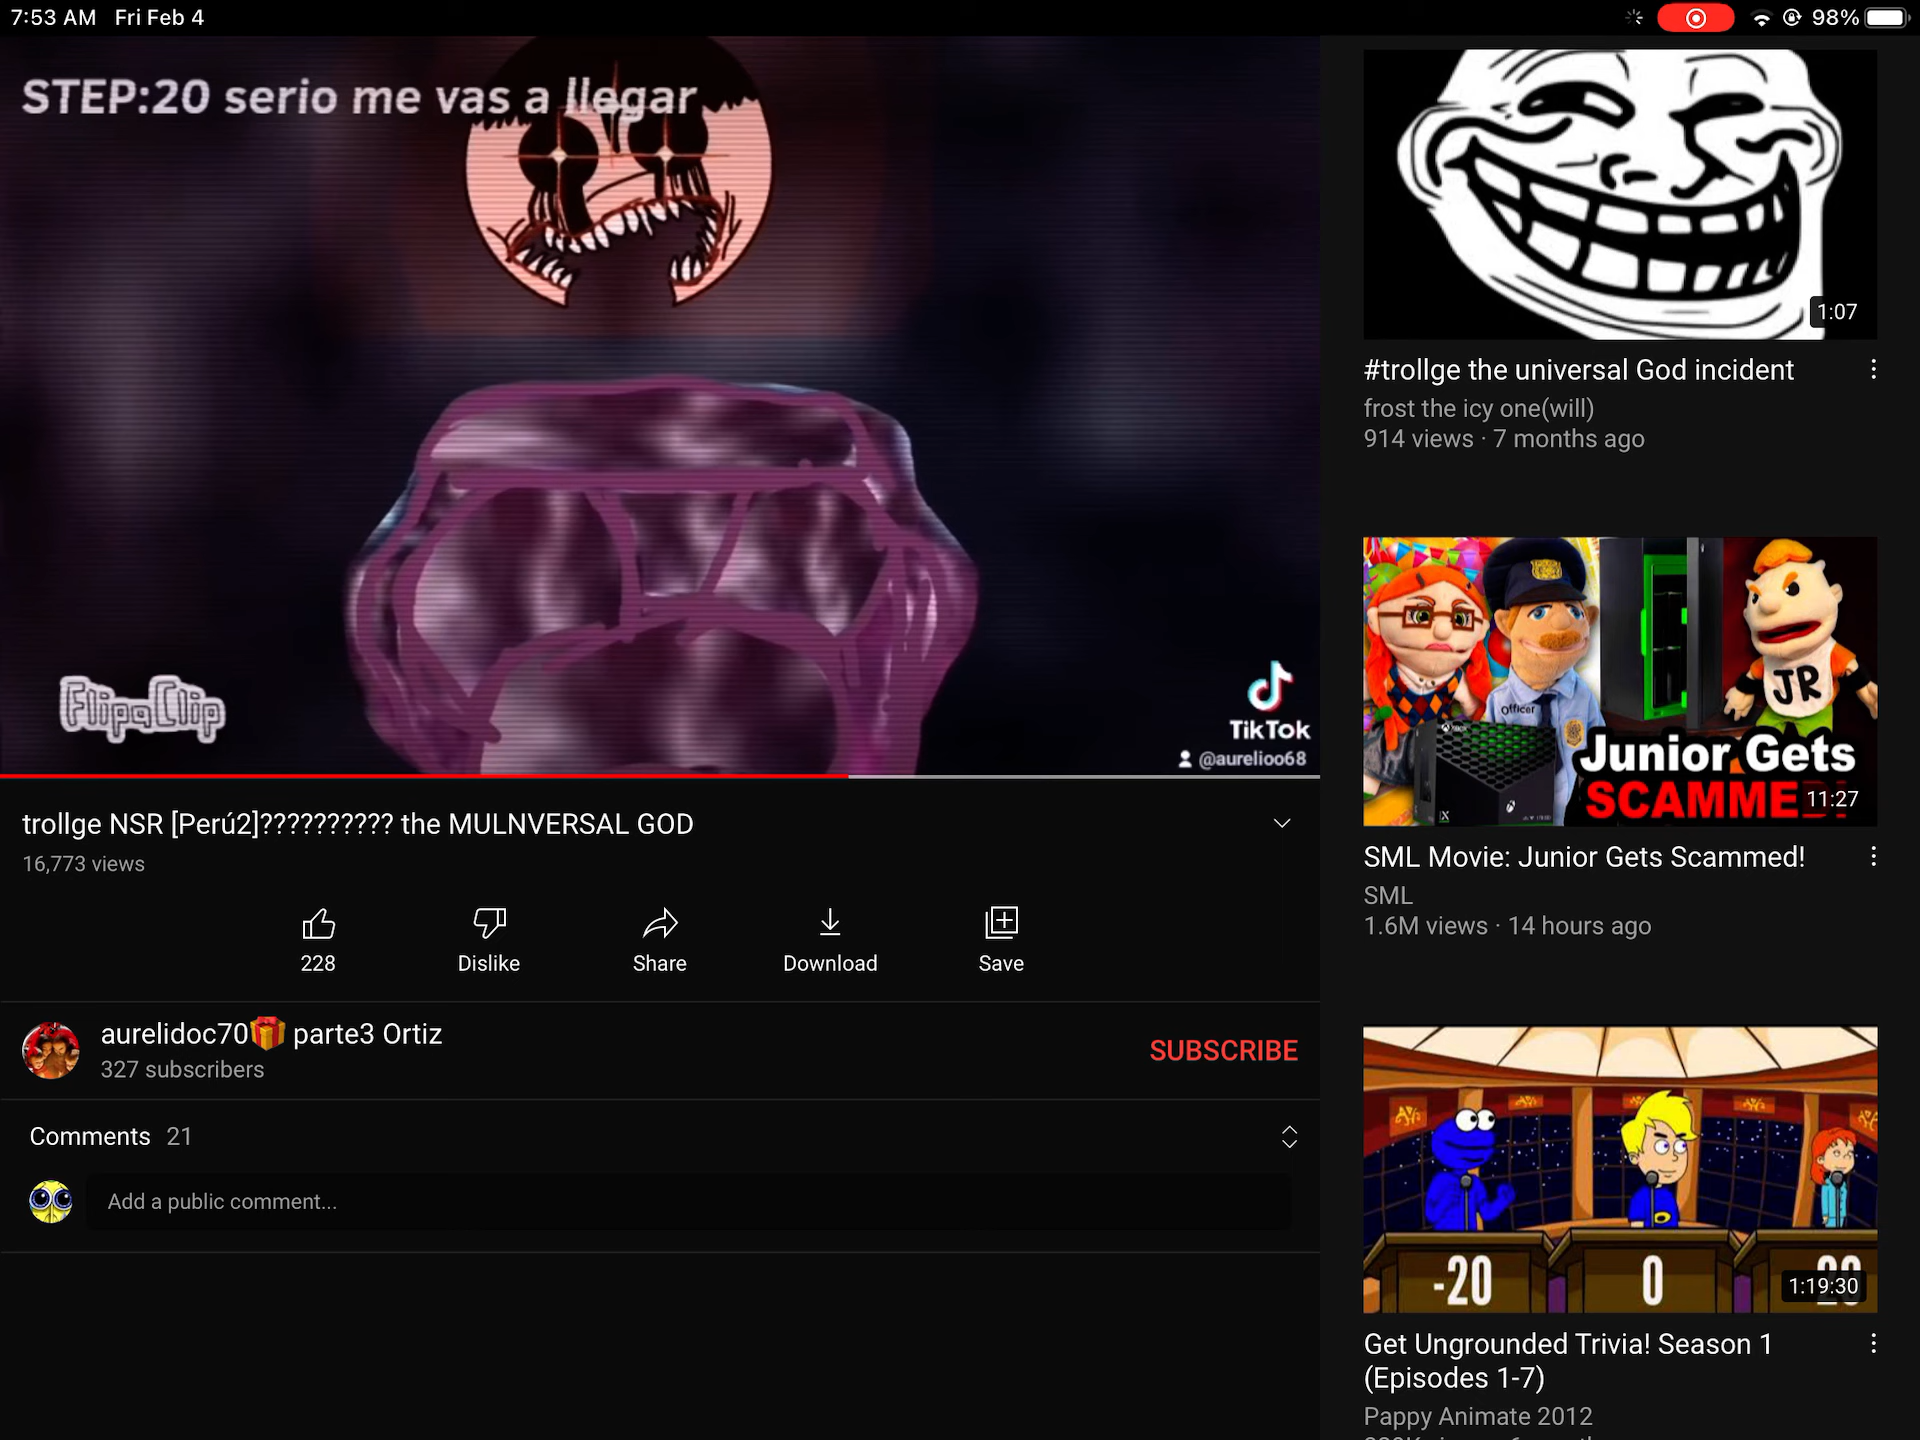 7:53 AM Fri Feb 4
98%
STEP:20 serio me vas a llegar
FlipaClip
TikTok
@aurelioo68
trollge NSR [Perú2]?????????? the MULNVERSAL GOD
16,773 views
228
Dislike
Share
Download
Save
aurelidoc70🎁 parte3 Ortiz
327 subscribers
SUBSCRIBE
Comments 21
Add a public comment...
1:07
#trollge the universal God incident
frost the icy one(will)
914 views · 7 months ago
Officer
JR
XBOX
Junior Gets
SCAMMED!
11:27
SML Movie: Junior Gets Scammed!
SML
1.6M views · 14 hours ago
-20
0
20
1:19:30
Get Ungrounded Trivia! Season 1
(Episodes 1-7)
Pappy Animate 2012